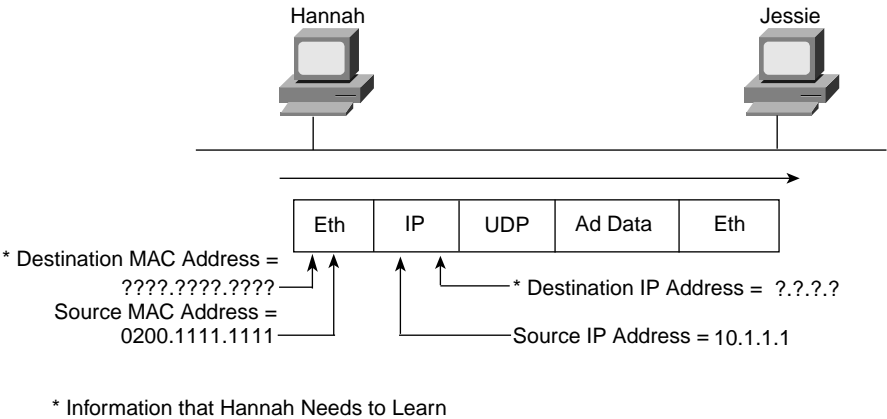 Hannah
Jessie
Eth
IP
UDP
Ad Data
Eth
* Destination MAC Address =
????.????.????
Source MAC Address =
0200.1111.1111
* Destination IP Address = ?.?.?.?
Source IP Address = 10.1.1.1
* Information that Hannah Needs to Learn